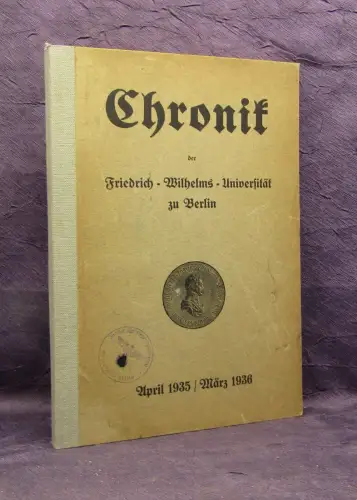 Chronik
der
Friedrich - Wilhelms - Universität
zu Berlin
April 1935 / März 1936